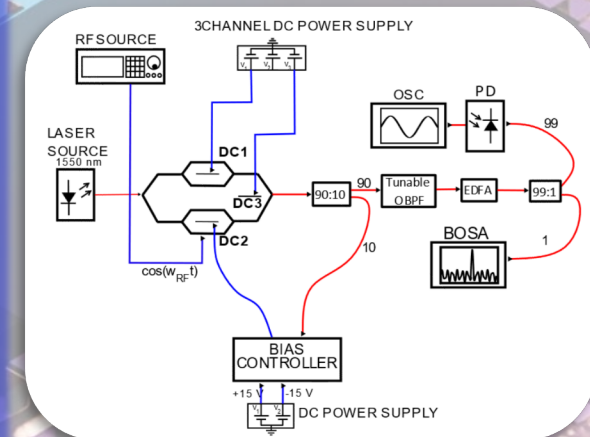 3CHANNEL DC POWER SUPPLY
RF SOURCE
V1 V2 V3
OSC
PD
LASER
SOURCE
1550 nm
DC1
99
DC3
90:10
90
Tunable
OBPF
EDFA
99:1
DC2
BOSA
10
1
cos(wRFt)
BIAS
CONTROLLER
+15 V
-15 V
V1 V2
DC POWER SUPPLY